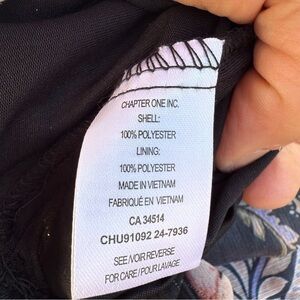 CHAPTER ONE INC.
SHELL:
100% POLYESTER
LINING:
100% POLYESTER
MADE IN VIETNAM
FABRIQUÉ EN VIETNAM
CA 34514
CHU91092 24-7936
SEE/VOIR REVERSE
FOR CARE/POUR LAVAGE